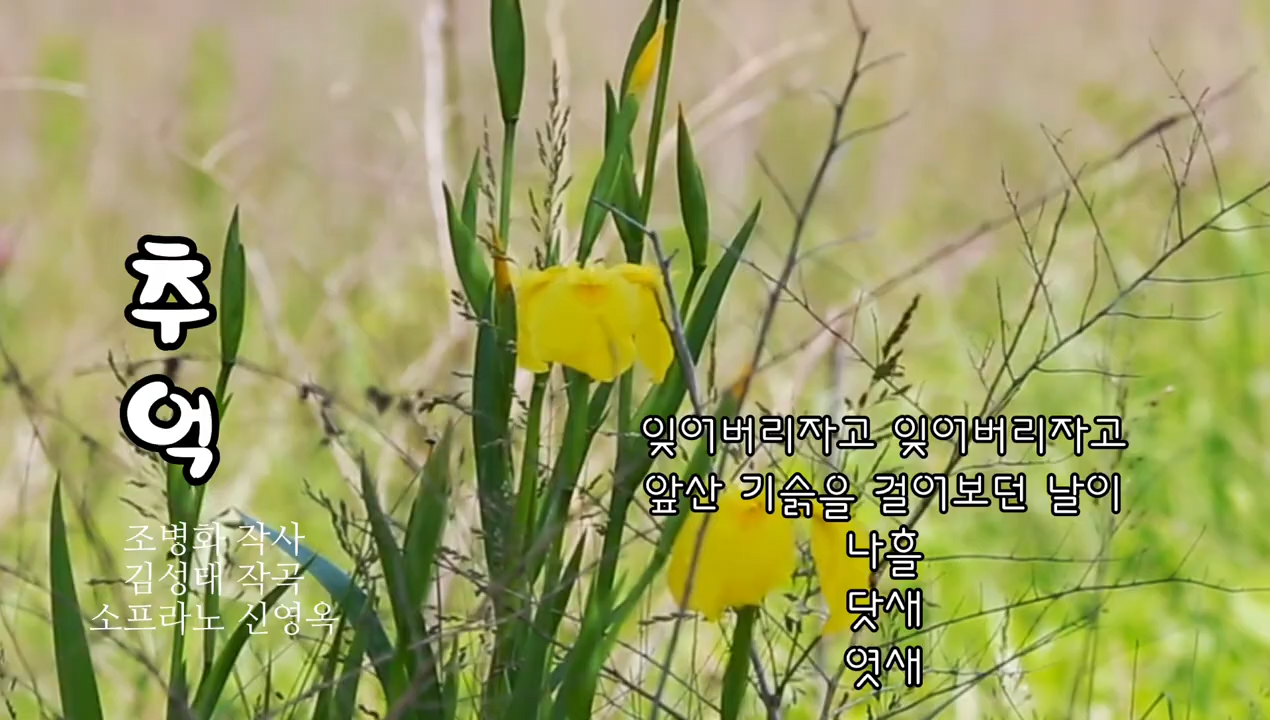 추
억
조병화 작사
김성태 작곡
소프라노 신영옥
잊어버리자고 잊어버리자고
앞산 기슭을 걸어보던 날이
나흘
닷새
엿새